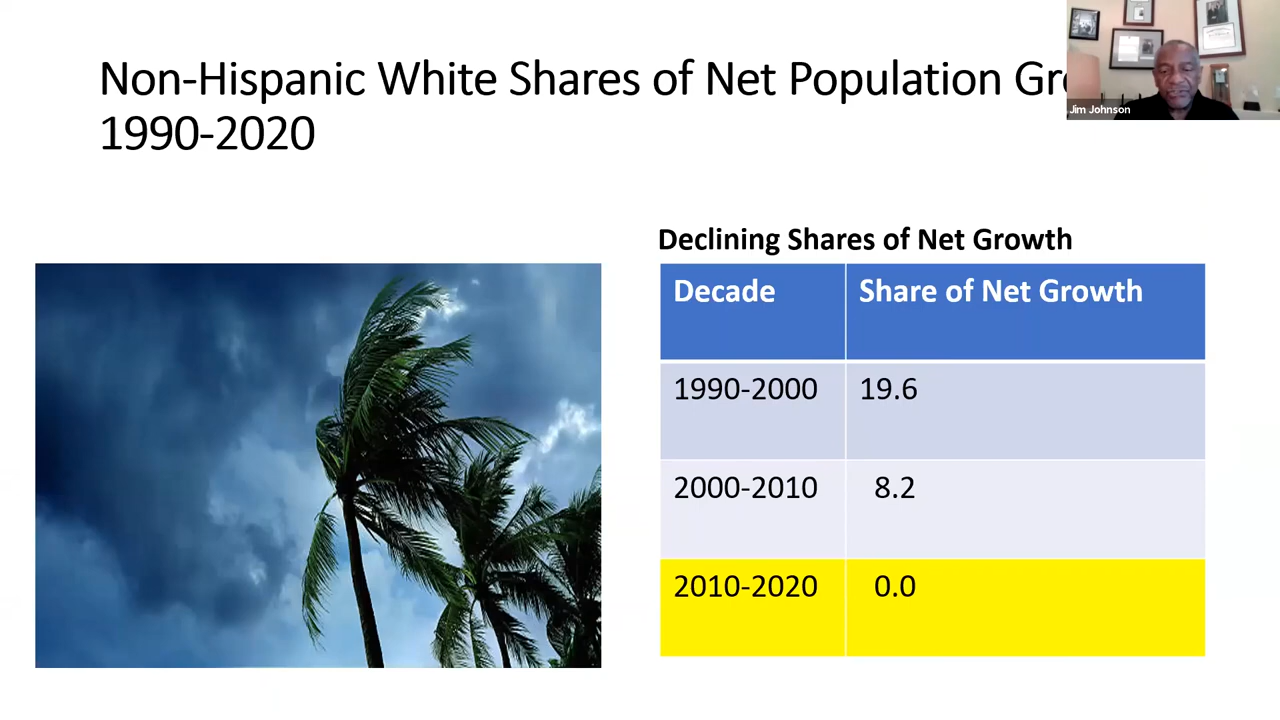 Non-Hispanic White Shares of Net Population
1990-2020
Jim Johnson
Declining Shares of Net Growth
Decade Share of Net Growth
1990-2000 19.6
2000-2010 8.2
2010-2020 0.0